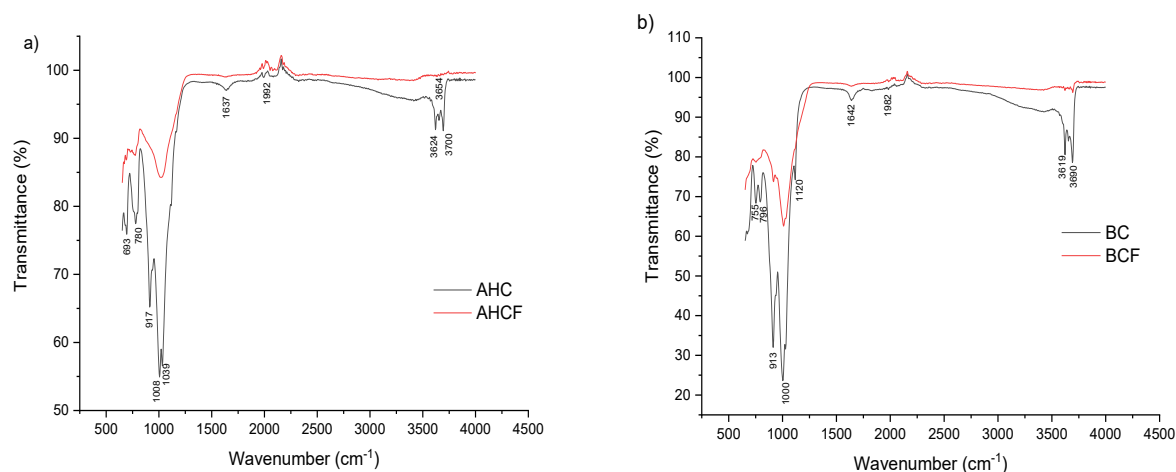 a)
Transmittance (%)
100
90
80
70
60
50
693
780
917
1008
1039
1637
1992
3624
3654
3700
AHC
AHCF
500 1000 1500 2000 2500 3000 3500 4000 4500
Wavenumber (cm⁻¹)
b)
Transmittance (%)
110
100
90
80
70
60
50
40
30
20
755
796
913
1000
1120
1642
1982
3619
3690
BC
BCF
500 1000 1500 2000 2500 3000 3500 4000 4500
Wavenumber (cm⁻¹)